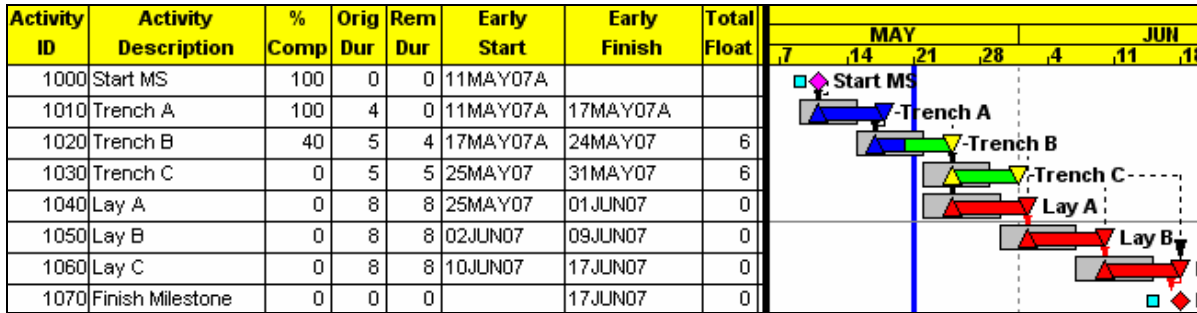 Activity ID Activity Description % Comp Orig Dur Rem Dur Early Start Early Finish Total Float
MAY JUN
7 14 21 28 4 11 18
1000 Start MS 100 0 0 11MAY07A
1010 Trench A 100 4 0 11MAY07A 17MAY07A
1020 Trench B 40 5 4 17MAY07A 24MAY07 6
1030 Trench C 0 5 5 25MAY07 31MAY07 6
1040 Lay A 0 8 8 25MAY07 01JUN07 0
1050 Lay B 0 8 8 02JUN07 09JUN07 0
1060 Lay C 0 8 8 10JUN07 17JUN07 0
1070 Finish Milestone 0 0 0 17JUN07 0
Start MS
Trench A
Trench B
Trench C
Lay A
Lay B